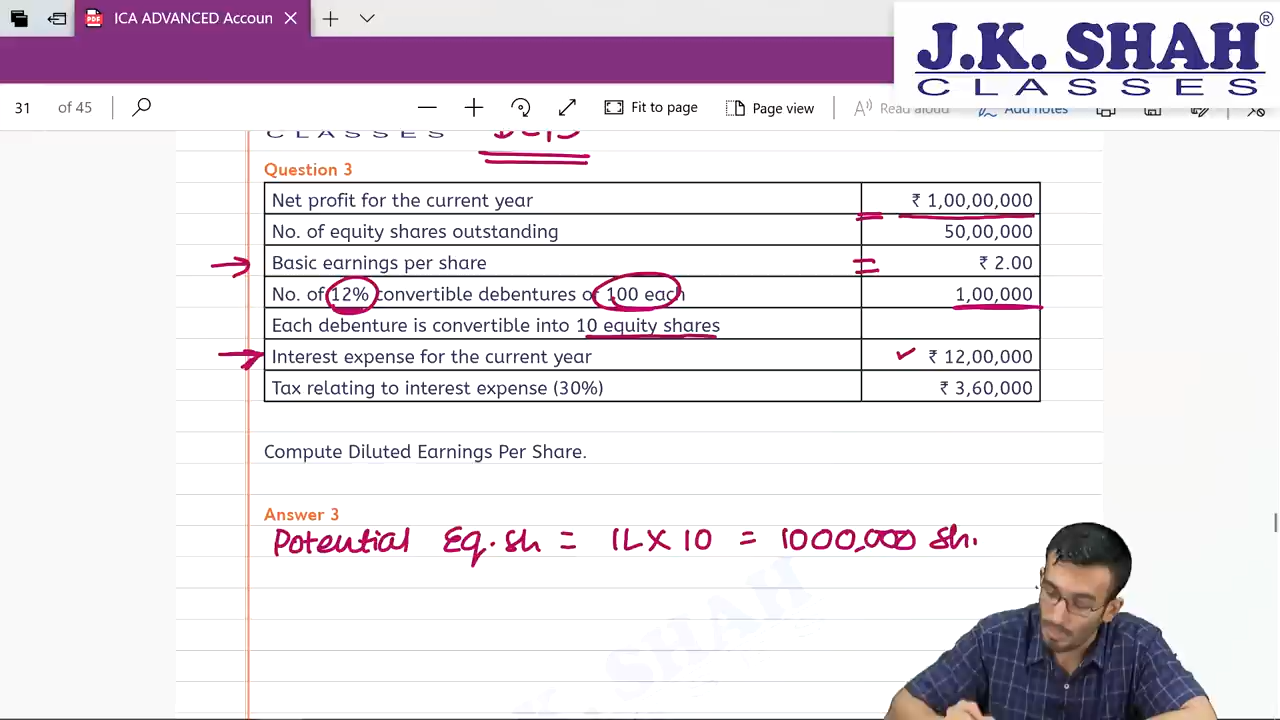 ICA ADVANCED Accoun
J.K. SHAH®
CLASSES
31 of 45
Fit to page
Page view
Read aloud
Add notes
CLASSES
Question 3
Net profit for the current year ₹ 1,00,00,000
No. of equity shares outstanding 50,00,000
Basic earnings per share = ₹ 2.00
No. of 12% convertible debentures of 100 each 1,00,000
Each debenture is convertible into 10 equity shares
Interest expense for the current year ✓ ₹ 12,00,000
Tax relating to interest expense (30%) ₹ 3,60,000
Compute Diluted Earnings Per Share.
Answer 3
Potential Eq. sh = 1L X 10 = 1000,000 Sh.
SHAH